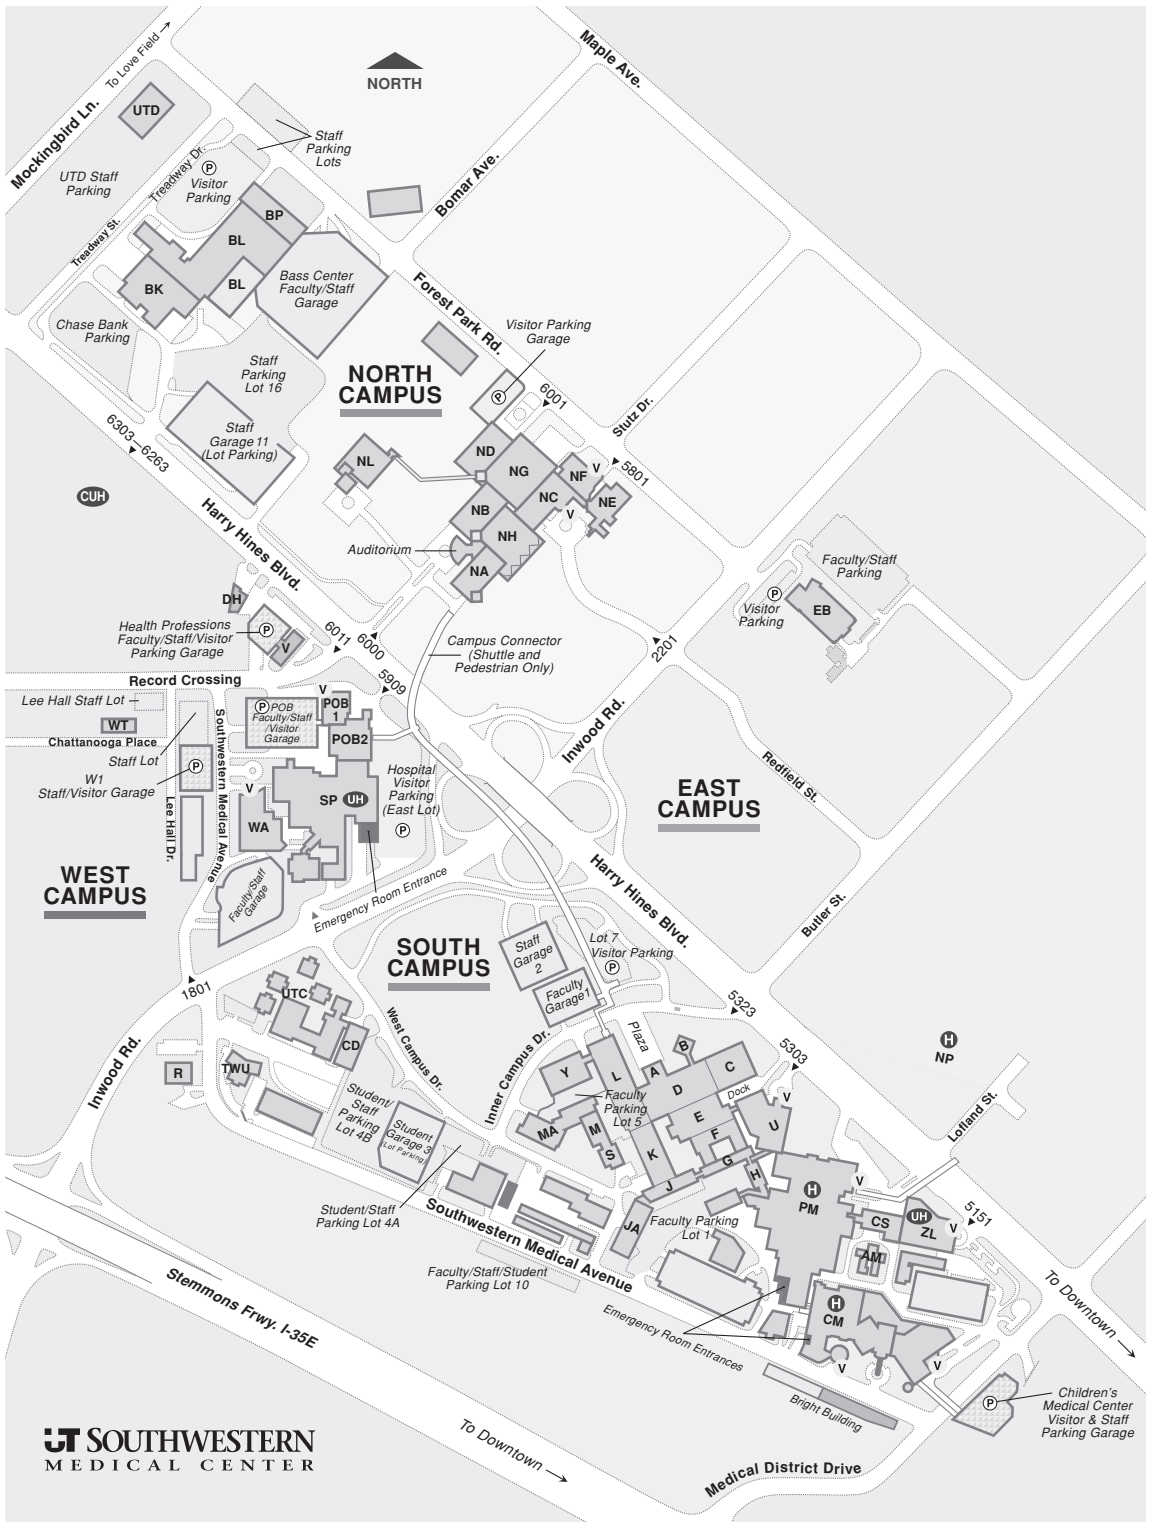 Maple Ave.
To Love Field
NORTH
Mockingbird Ln.
UTD
Staff
Parking
Lots
Treadway Dr.
UTD Staff
Parking
P
Visitor
Parking
Bomar Ave.
Treadway St.
BP
BL
BL
BK
Bass Center
Faculty/Staff
Garage
Forest Park Rd.
Chase Bank
Parking
Visitor Parking
Garage
P
Staff
Parking
Lot 16
NORTH
CAMPUS
6001
Stutz Dr.
6303–6263
Staff
Garage 11
(Lot Parking)
ND
NL
NG
NF
V
5801
NC
NE
V
CUH
NB
NH
NA
Harry Hines Blvd.
Auditorium
Faculty/Staff
Parking
P
Visitor
Parking
EB
DH
Health Professions
Faculty/Staff/Visitor
Parking Garage
P
V
6011
6000
5909
Campus Connector
(Shuttle and
Pedestrian Only)
2201
Record Crossing
Lee Hall Staff Lot
WT
Chattanooga Place
Staff Lot
W1
Staff/Visitor Garage
P
Southwestern Medical Avenue
Lee Hall Dr.
V
P
POB
Faculty/Staff
/Visitor
Garage
POB
1
POB2
Inwood Rd.
Redfield St.
Hospital
Visitor
Parking
(East Lot)
P
V
SP
UH
WA
EAST
CAMPUS
WEST
CAMPUS
Faculty/Staff
Garage
Emergency Room Entrance
Harry Hines Blvd.
Butler St.
SOUTH
CAMPUS
Staff
Garage
2
Lot 7
Visitor Parking
P
Faculty
Garage1
1801
UTC
CD
R
TWU
Inwood Rd.
West Campus Dr.
Inner Campus Dr.
Plaza
5323
5303
H
NP
Lofland St.
Y
L
A
B
C
D
Dock
V
Faculty
Parking
Lot 5
E
U
MA
M
S
F
K
G
H
J
JA
Student/
Staff
Parking
Lot 4B
Student
Garage 3
(Lot Parking)
Student/Staff
Parking Lot 4A
H
PM
V
Faculty Parking
Lot 1
CS
UH
ZL
V
5151
AM
Southwestern Medical Avenue
Faculty/Staff/Student
Parking Lot 10
Stemmons Frwy. I-35E
Emergency Room Entrances
H
CM
V
V
To Downtown
Bright Building
P
Children's
Medical Center
Visitor & Staff
Parking Garage
UT SOUTHWESTERN
MEDICAL CENTER
To Downtown
Medical District Drive